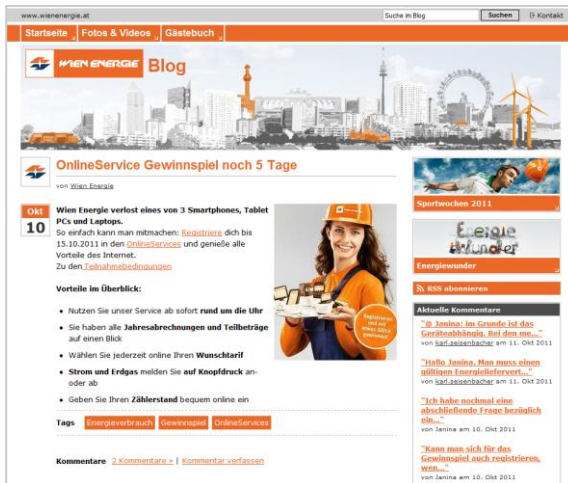 www.wienenergie.at
Suche im Blog
Suchen
Kontakt
Startseite
Fotos & Videos
Gästebuch
WIEN ENERGIE Blog
OnlineService Gewinnspiel noch 5 Tage
von Wien Energie
Okt
10
Wien Energie verlost eines von 3 Smartphones, Tablet
PCs und Laptops.
So einfach kann man mitmachen: Registriere dich bis
15.10.2011 in den OnlineServices und genieße alle
Vorteile des Internet.
Zu den Teilnahmebedingungen
Vorteile im Überblick:
Nutzen Sie unser Service ab sofort rund um die Uhr
Sie haben alle Jahresabrechnungen und Teilbeträge
auf einen Blick
Wählen Sie jederzeit online Ihren Wunschtarif
Strom und Erdgas melden Sie auf Knopfdruck an-
oder ab
Geben Sie Ihren Zählerstand bequem online ein
Registrieren
und mit
etwas Glück
gewinnen!
Tags Energieverbrauch Gewinnspiel OnlineServices
Kommentare 2 Kommentare » | Kommentar verfassen
Sportwochen 2011
Energie
Wunder
Energiewunder
RSS abonnieren
Aktuelle Kommentare
"@ Janina: im Grunde ist das
Geräteabhängig. Bei den me..."
von karl.seisenbacher am 11. Okt 2011
"Hallo Janina. Man muss einen
gültigen Energieliefervert..."
von karl.seisenbacher am 11. Okt 2011
"Ich habe nochmal eine
abschließende Frage bezüglich
ein..."
von Janina am 10. Okt 2011
"Kann man sich für das
Gewinnspiel auch registrieren,
wen..."
von Janina am 10. Okt 2011